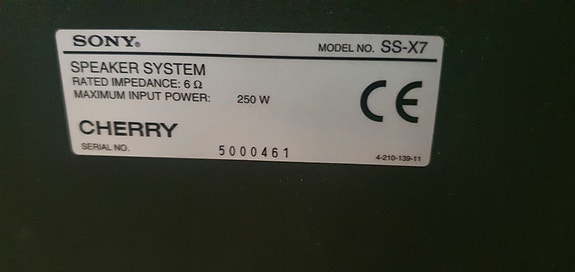 SONY® MODEL NO. SS-X7
SPEAKER SYSTEM
RATED IMPEDANCE: 6 Ω
MAXIMUM INPUT POWER: 250 W
CE
CHERRY
SERIAL NO. 5000461
4-210-139-11